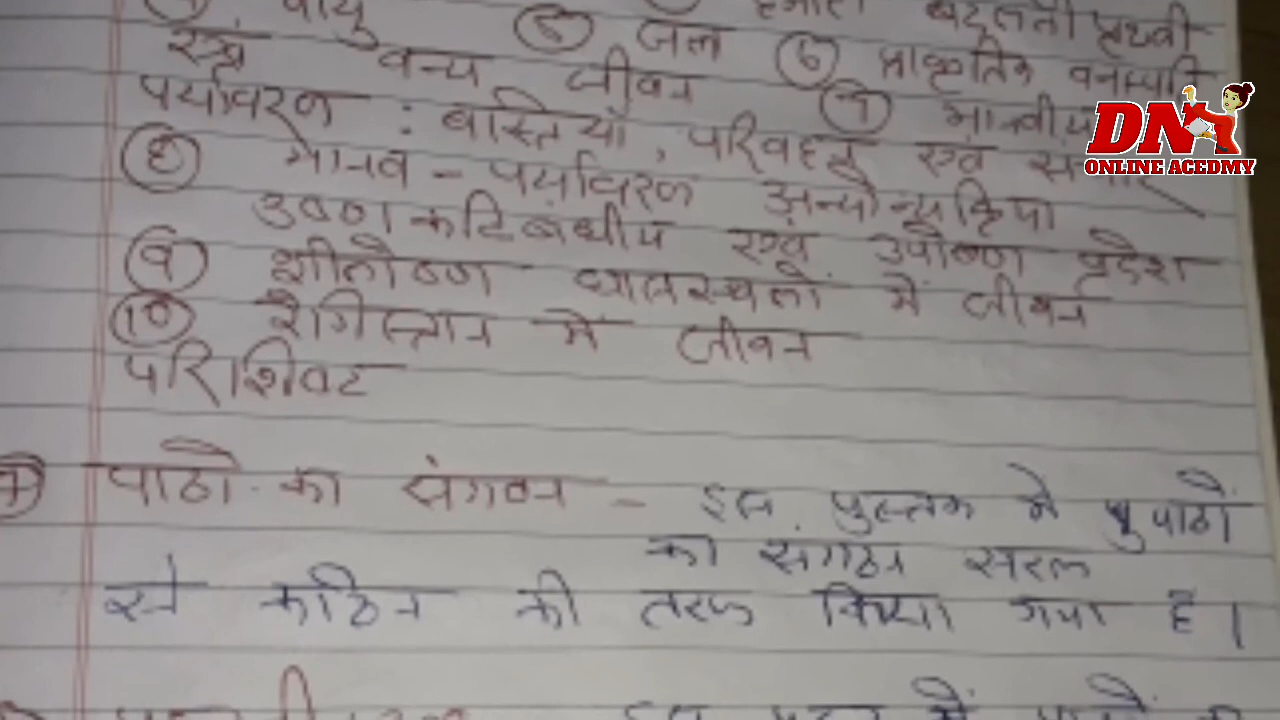 वायु हमारी बदलती पृथ्वी
⑤ जल ⑥ प्राकृतिक वनस्पति
एवं वन्य जीवन ⑦ मानवीय
पर्यावरण : बस्तियाँ, परिवहन एवं संचार
⑧ मानव - पर्यावरण अन्योन्यक्रिया
उष्ण कटिबंधीय एवं उपोष्ण प्रदेश
⑨ शीतोष्ण घासस्थलों में जीवन
⑩ रेगिस्तान में जीवन
परिशिष्ट
पाठों का संगठन - इस पुस्तक में पाठों
का संगठन सरल
से कठिन की तरफ किया गया है।
DN
ONLINE ACEDMY